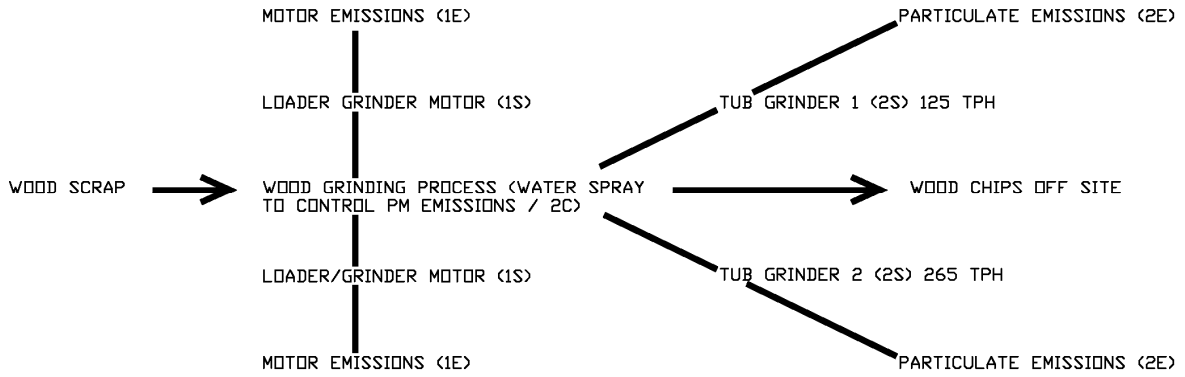 MOTOR EMISSIONS (1E)
PARTICULATE EMISSIONS (2E)
LOADER GRINDER MOTOR (1S)
TUB GRINDER 1 (2S) 125 TPH
WOOD SCRAP
WOOD GRINDING PROCESS (WATER SPRAY
TO CONTROL PM EMISSIONS / 2C)
WOOD CHIPS OFF SITE
LOADER/GRINDER MOTOR (1S)
TUB GRINDER 2 (2S) 265 TPH
MOTOR EMISSIONS (1E)
PARTICULATE EMISSIONS (2E)